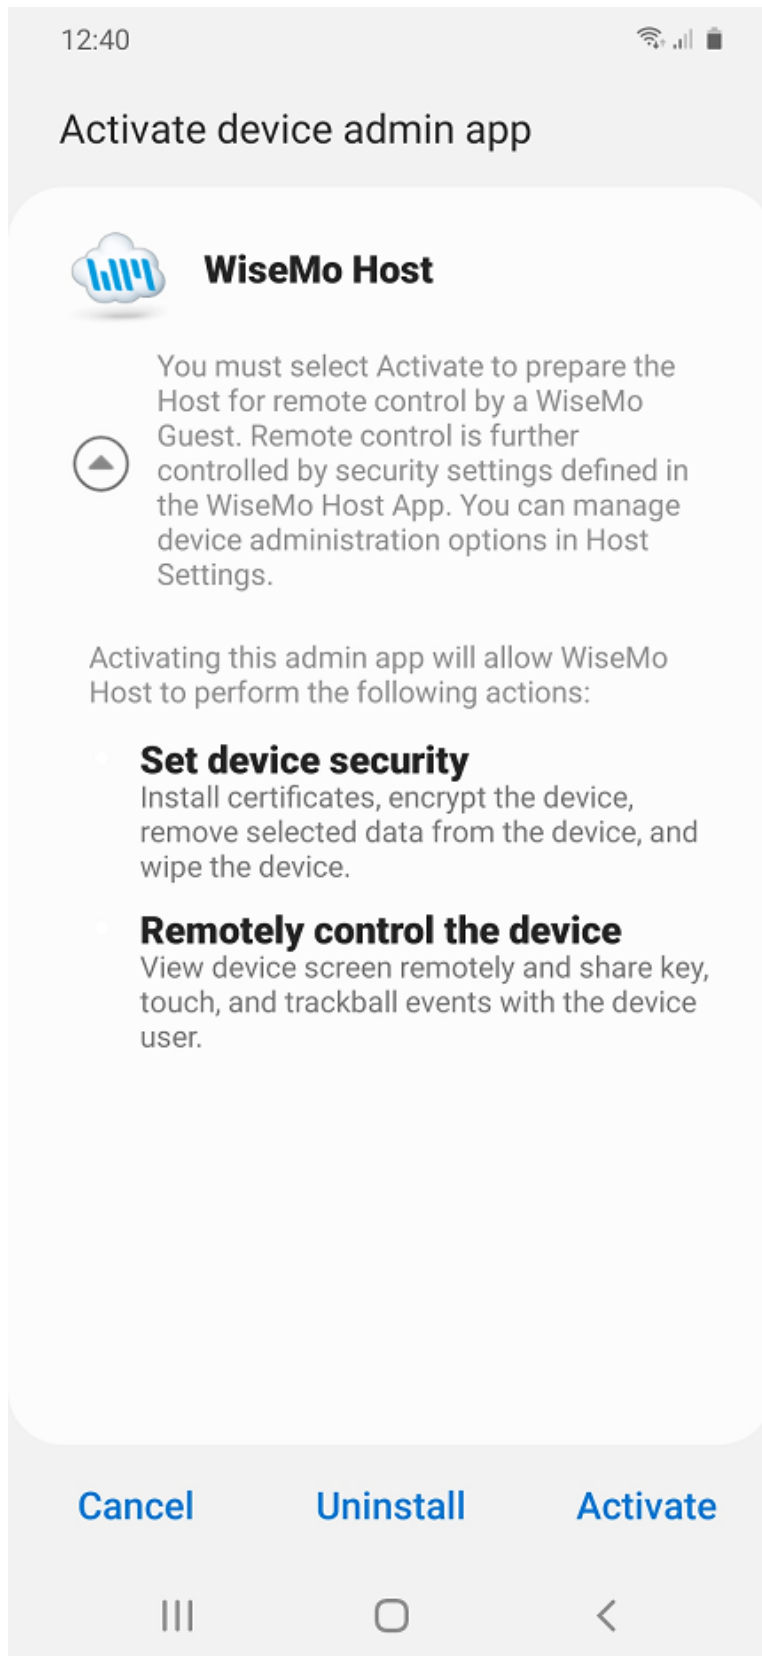 12:40
Activate device admin app
WiseMo Host
You must select Activate to prepare the
Host for remote control by a WiseMo
Guest. Remote control is further
controlled by security settings defined in
the WiseMo Host App. You can manage
device administration options in Host
Settings.
Activating this admin app will allow WiseMo
Host to perform the following actions:
Set device security
Install certificates, encrypt the device,
remove selected data from the device, and
wipe the device.
Remotely control the device
View device screen remotely and share key,
touch, and trackball events with the device
user.
Cancel Uninstall Activate